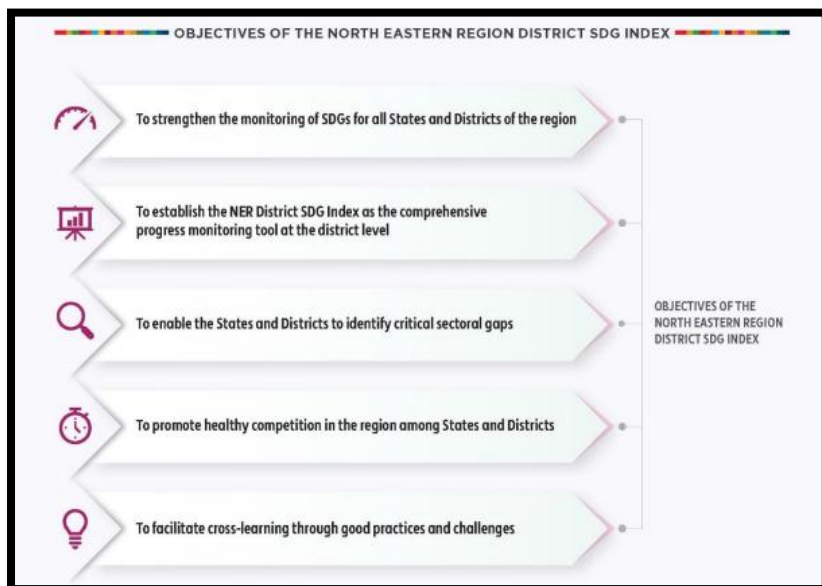 OBJECTIVES OF THE NORTH EASTERN REGION DISTRICT SDG INDEX
To strengthen the monitoring of SDGs for all States and Districts of the region
To establish the NER District SDG Index as the comprehensive
progress monitoring tool at the district level
To enable the States and Districts to identify critical sectoral gaps
To promote healthy competition in the region among States and Districts
To facilitate cross-learning through good practices and challenges
OBJECTIVES OF THE
NORTH EASTERN REGION
DISTRICT SDG INDEX